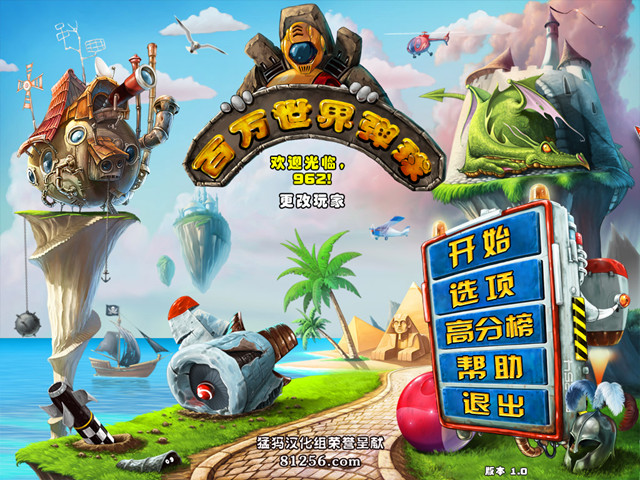 百万世界弹珠
欢迎光临，
962!
更改玩家
开始
选项
高分榜
帮助
退出
猛犸汉化组荣誉呈献
81256.com
版本 1.0